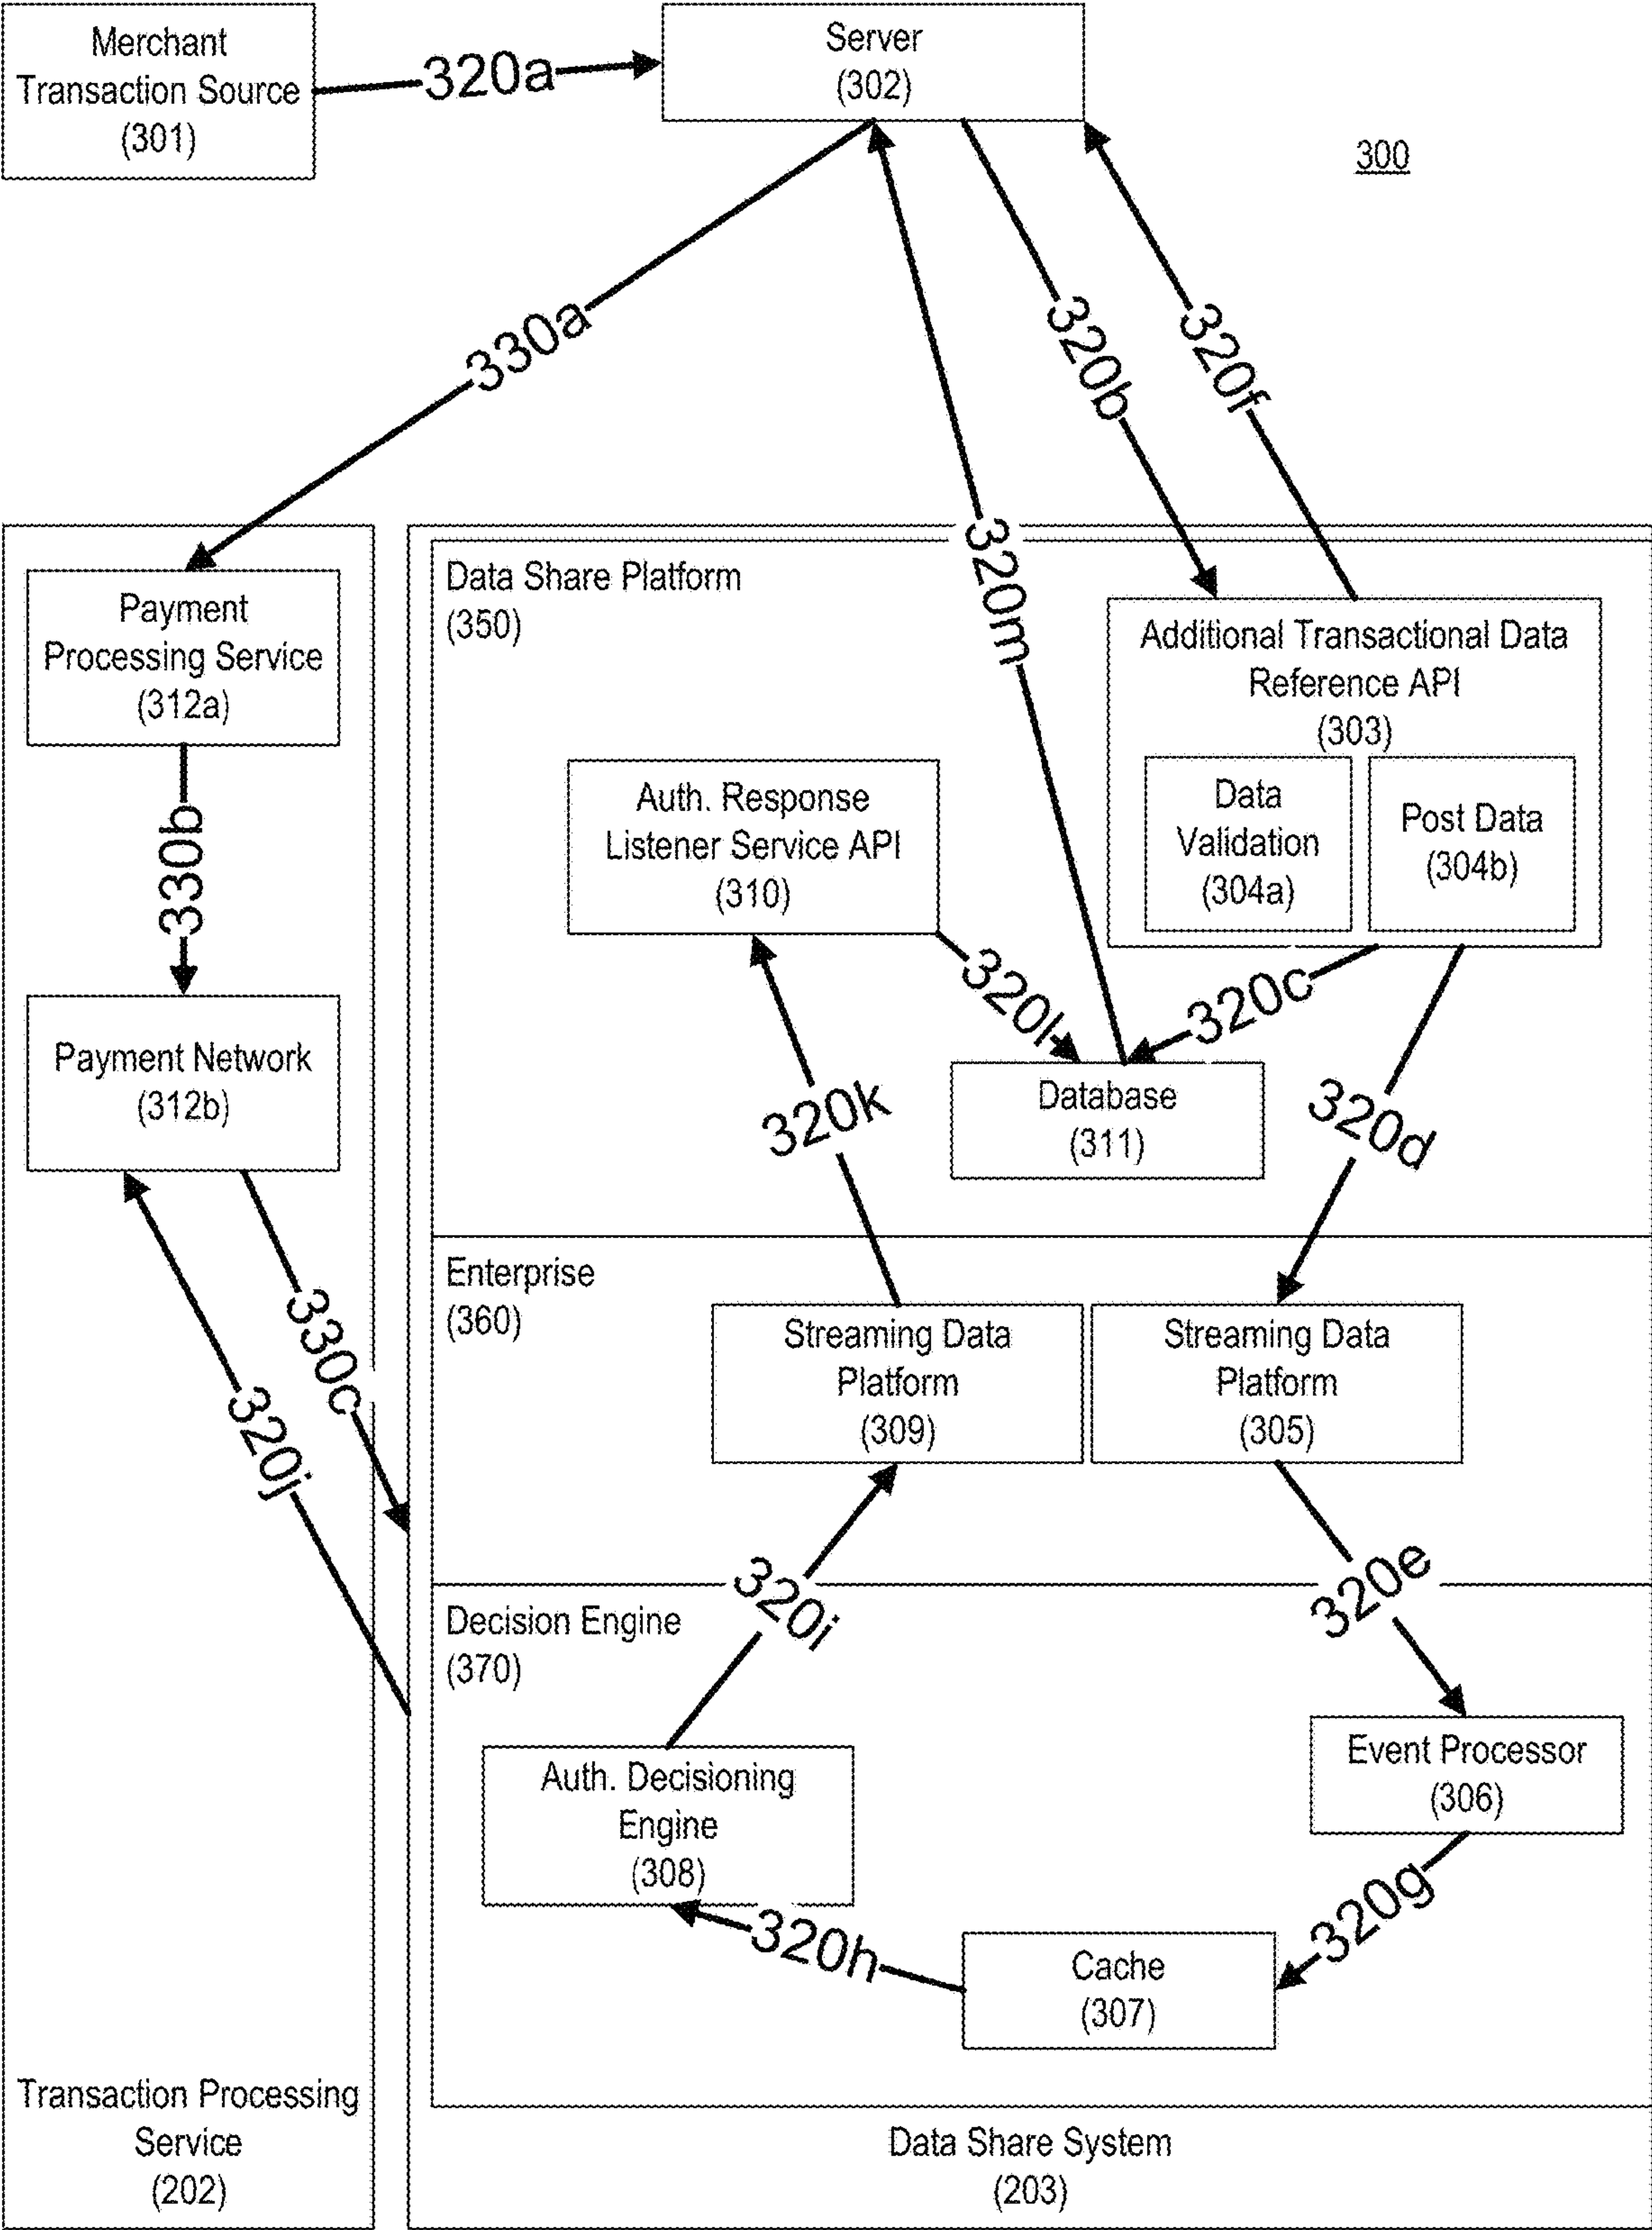 Merchant
Transaction Source
(301)
320a
Server
(302)
300
330a
320b
320f
320m
Payment
Processing Service
(312a)
330b
Payment Network
(312b)
330c
320j
Transaction Processing
Service
(202)
Data Share Platform
(350)
Additional Transactional Data
Reference API
(303)
Data
Validation
(304a)
Post Data
(304b)
Auth. Response
Listener Service API
(310)
320l
320c
Database
(311)
320k
320d
Enterprise
(360)
Streaming Data
Platform
(309)
Streaming Data
Platform
(305)
320i
320e
Decision Engine
(370)
Auth. Decisioning
Engine
(308)
Event Processor
(306)
320h
320g
Cache
(307)
Data Share System
(203)